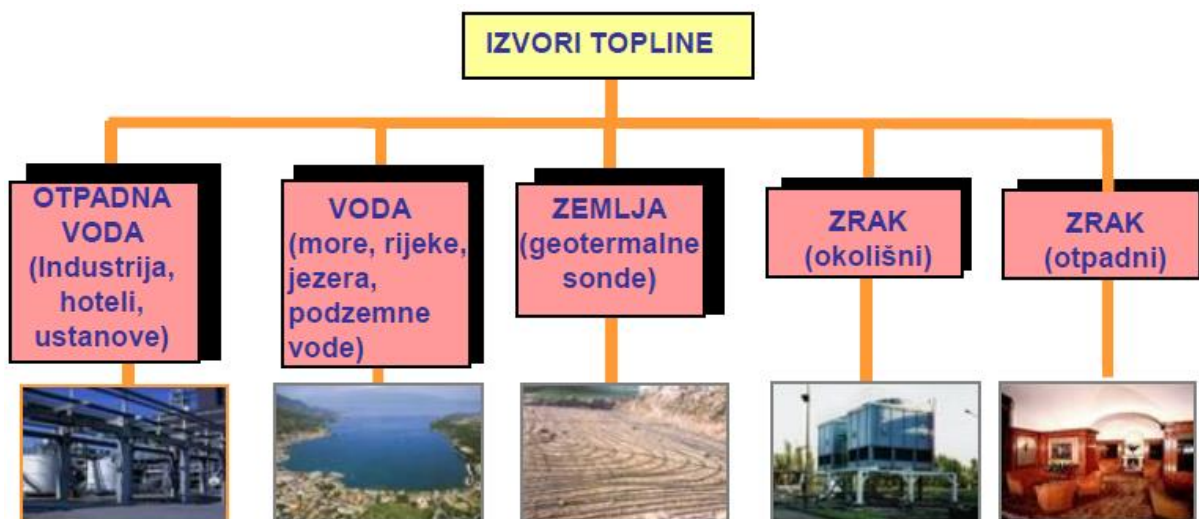 IZVORI TOPLINE
OTPADNA
VODA
(Industrija,
hoteli,
ustanove)
VODA
(more, rijeke,
jezera,
podzemne
vode)
ZEMLJA
(geotermalne
sonde)
ZRAK
(okolišni)
ZRAK
(otpadni)